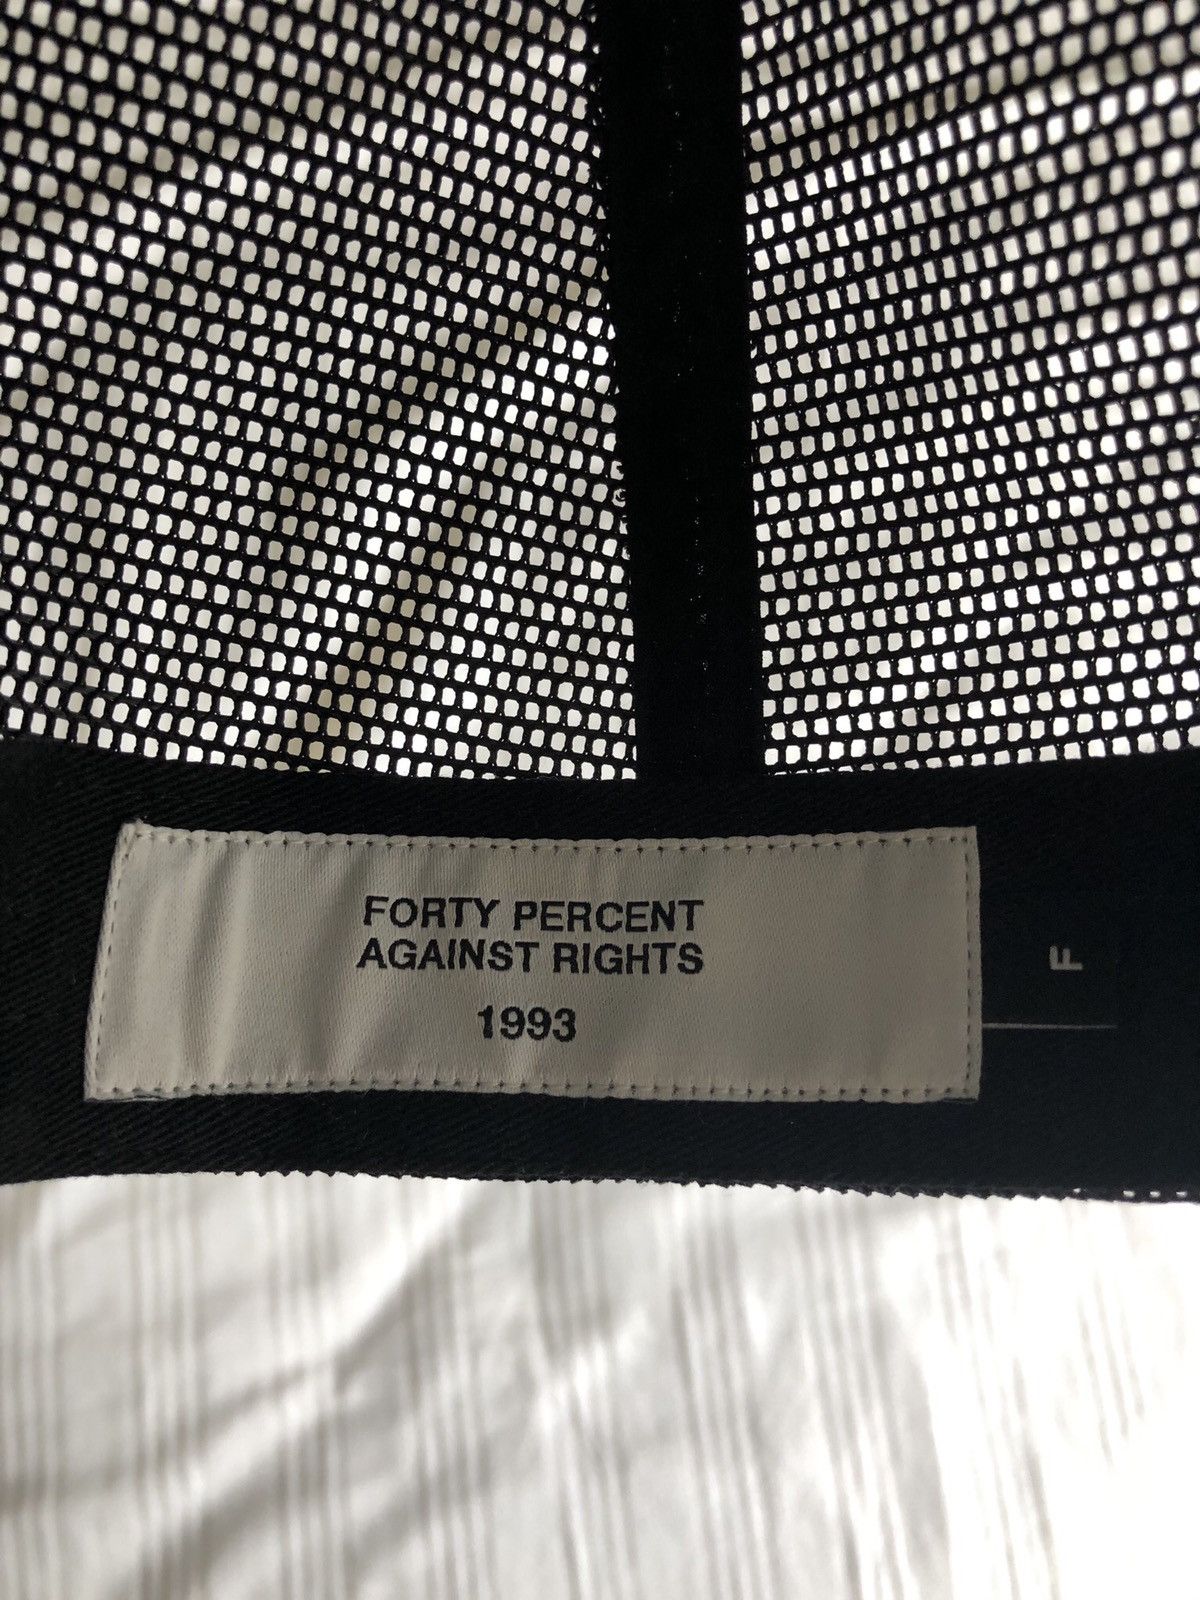 FORTY PERCENT
AGAINST RIGHTS
1993
F